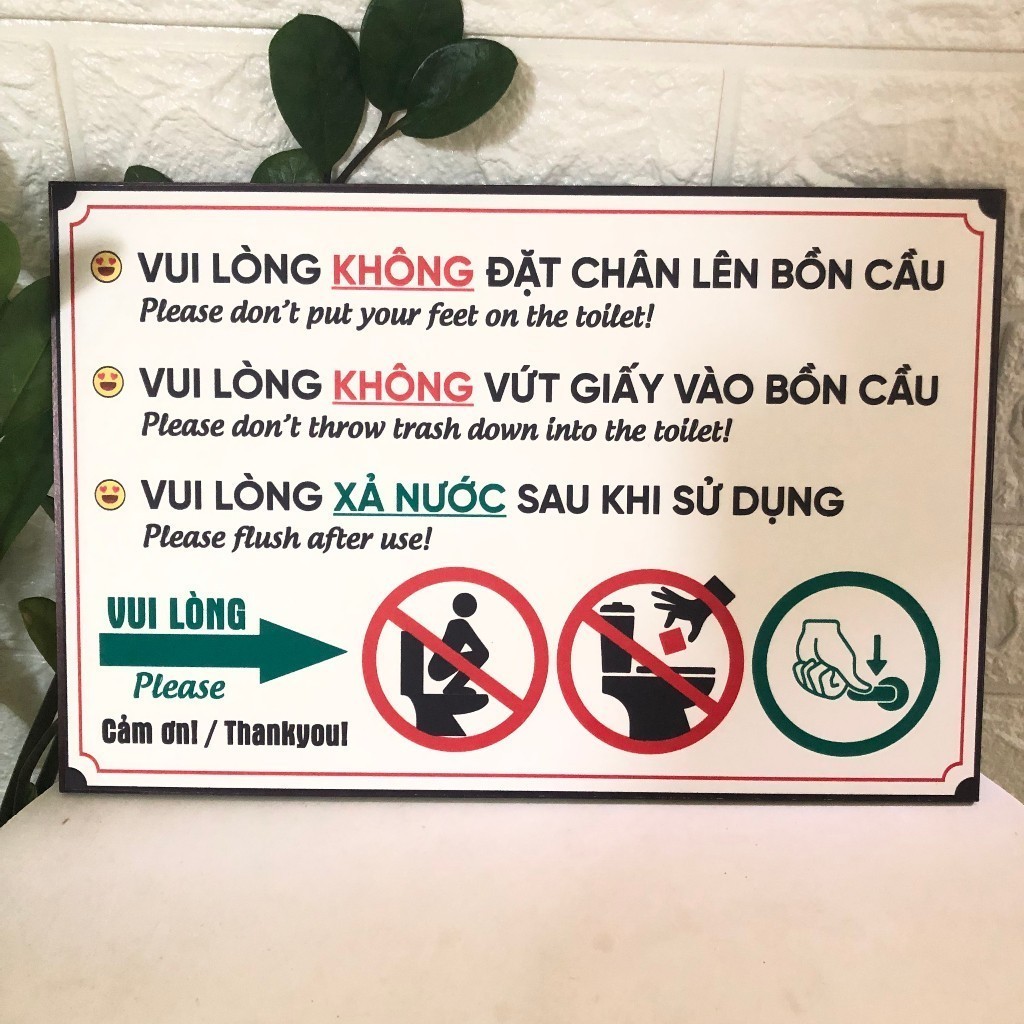 VUI LÒNG KHÔNG ĐẶT CHÂN LÊN BỒN CẦU
Please don't put your feet on the toilet!
VUI LÒNG KHÔNG VỨT GIẤY VÀO BỒN CẦU
Please don't throw trash down into the toilet!
VUI LÒNG XẢ NƯỚC SAU KHI SỬ DỤNG
Please flush after use!
VUI LÒNG
Please
Cảm ơn! / Thankyou!